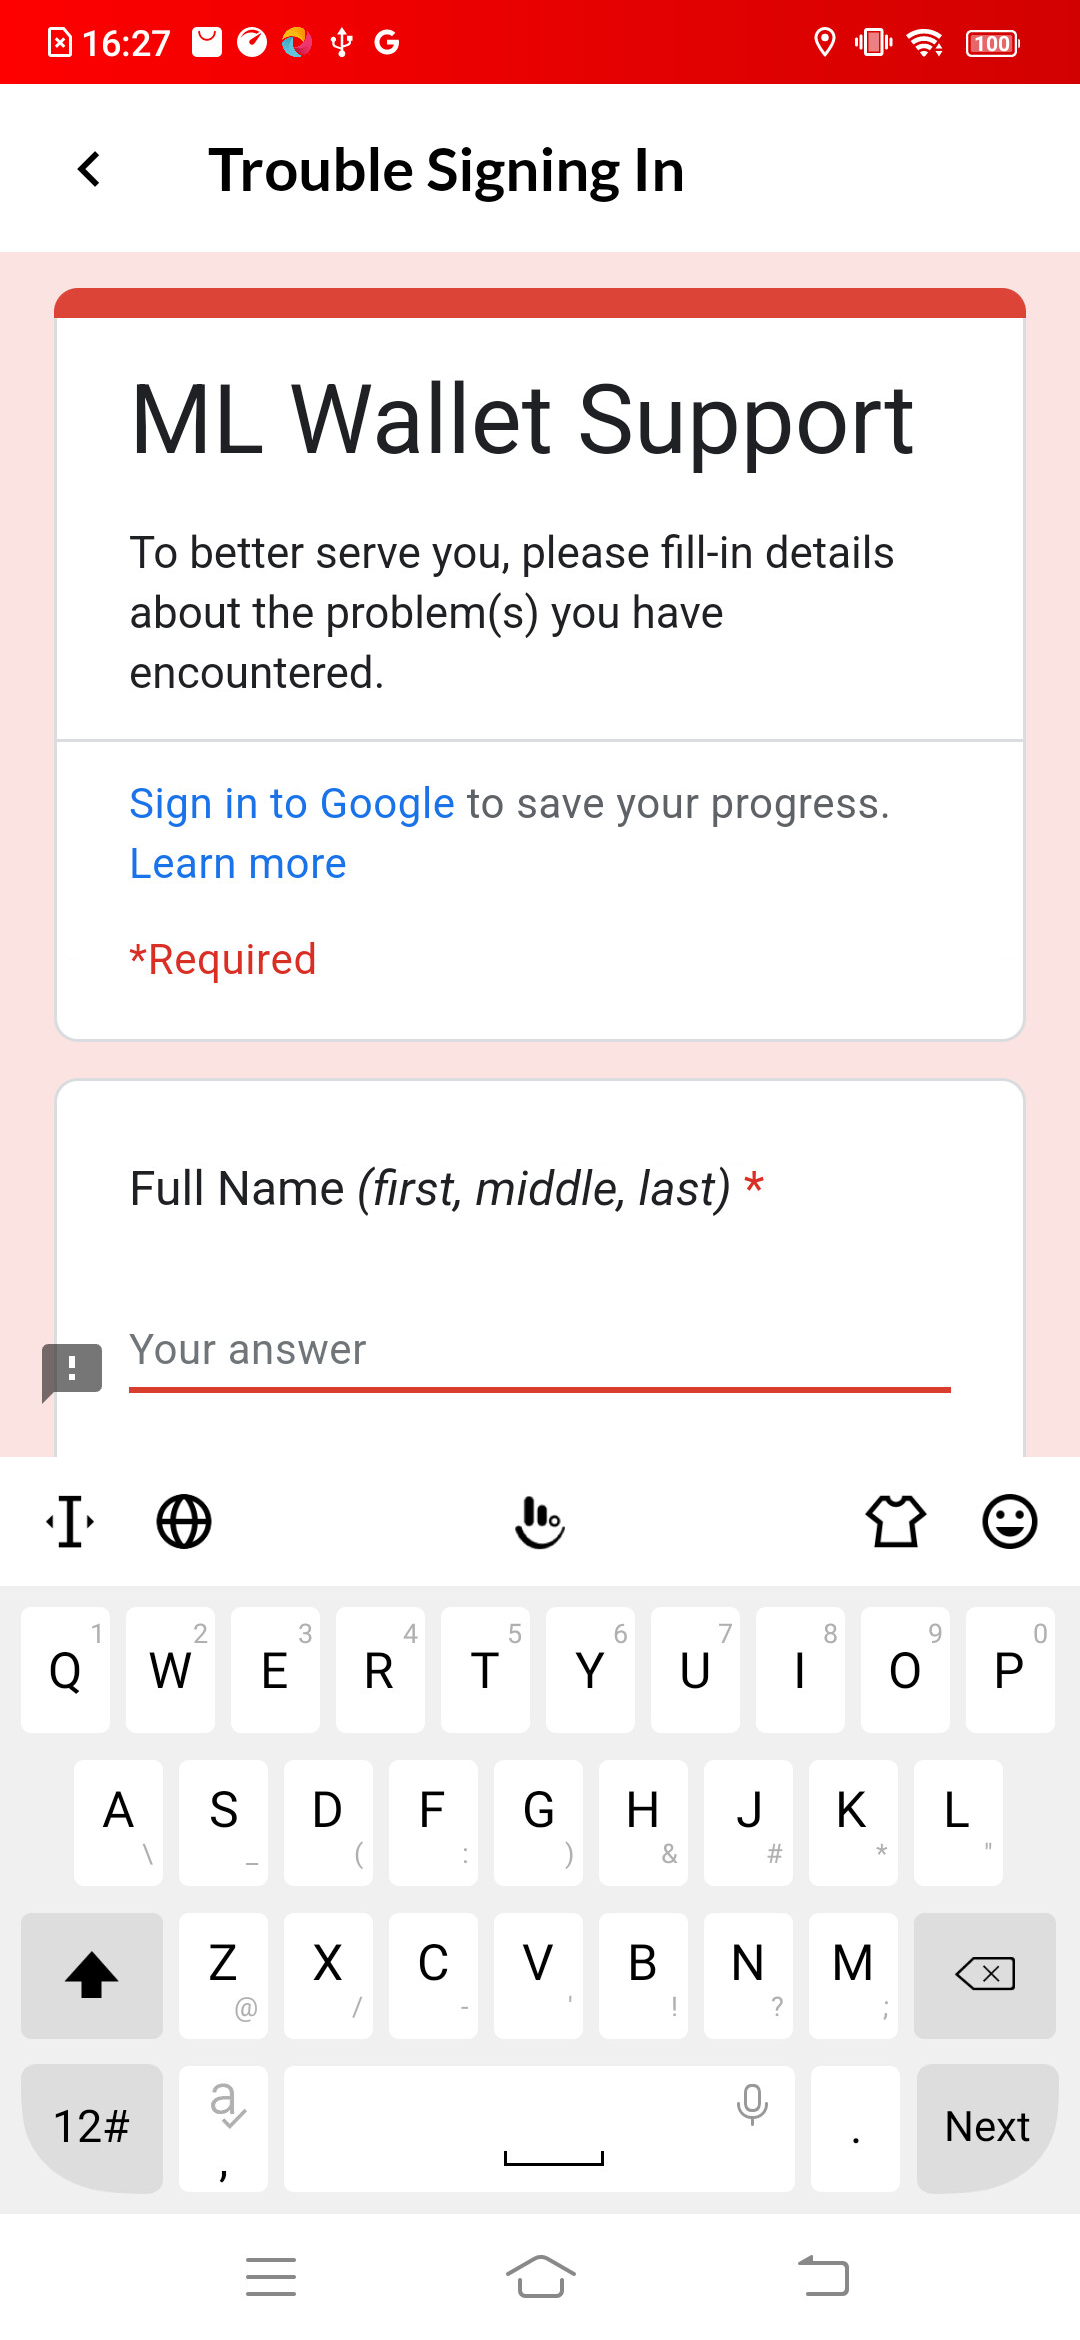 16:27
100
Trouble Signing In
ML Wallet Support
To better serve you, please fill-in details
about the problem(s) you have
encountered.
Sign in to Google to save your progress.
Learn more
*Required
Full Name (first, middle, last) *
Your answer
1 2 3 4 5 6 7 8 9 0
Q W E R T Y U I O P
A S D F G H J K L
\ _ ( : ) & # * "
Z X C V B N M
@ / - ' ! ? ;
12# a , . Next